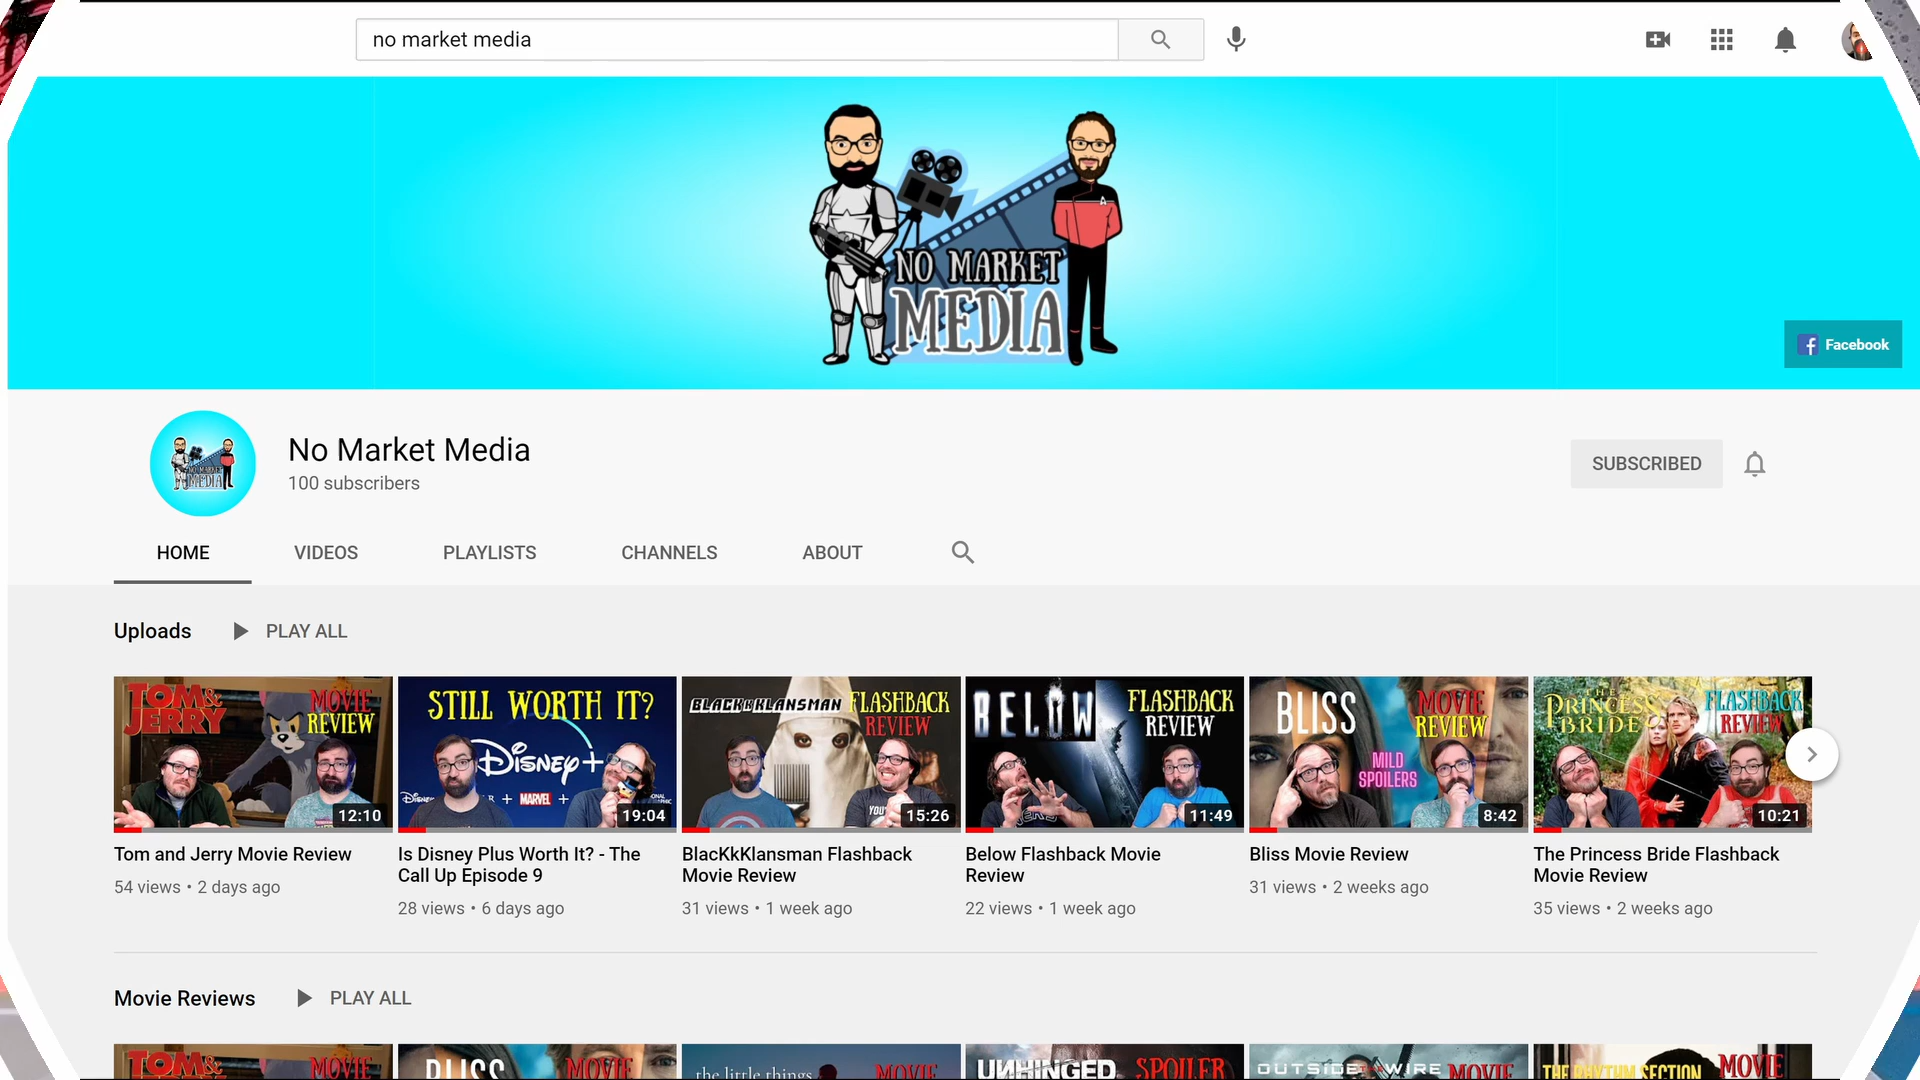 no market media
NO MARKET
MEDIA
Facebook
No Market Media
100 subscribers
SUBSCRIBED
HOME
VIDEOS
PLAYLISTS
CHANNELS
ABOUT
Uploads
PLAY ALL
TOM &
JERRY
MOVIE
REVIEW
12:10
STILL WORTH IT?
Disney+
MARVEL
19:04
BLACKkKLANSMAN
FLASHBACK
REVIEW
15:26
BELOW
FLASHBACK
REVIEW
11:49
BLISS
MOVIE
REVIEW
MILD
SPOILERS
8:42
THE
PRINCESS
BRIDE
FLASHBACK
REVIEW
10:21
Tom and Jerry Movie Review
54 views • 2 days ago
Is Disney Plus Worth It? - The
Call Up Episode 9
28 views • 6 days ago
BlacKkKlansman Flashback
Movie Review
31 views • 1 week ago
Below Flashback Movie
Review
22 views • 1 week ago
Bliss Movie Review
31 views • 2 weeks ago
The Princess Bride Flashback
Movie Review
35 views • 2 weeks ago
Movie Reviews
PLAY ALL
TOM &
MOVIE
BLISS
MOVIE
the little things
MOVIE
UNHINGED
SPOILER
OUTSIDE THE WIRE
MOVIE
THE RHYTHM SECTION
MOVIE